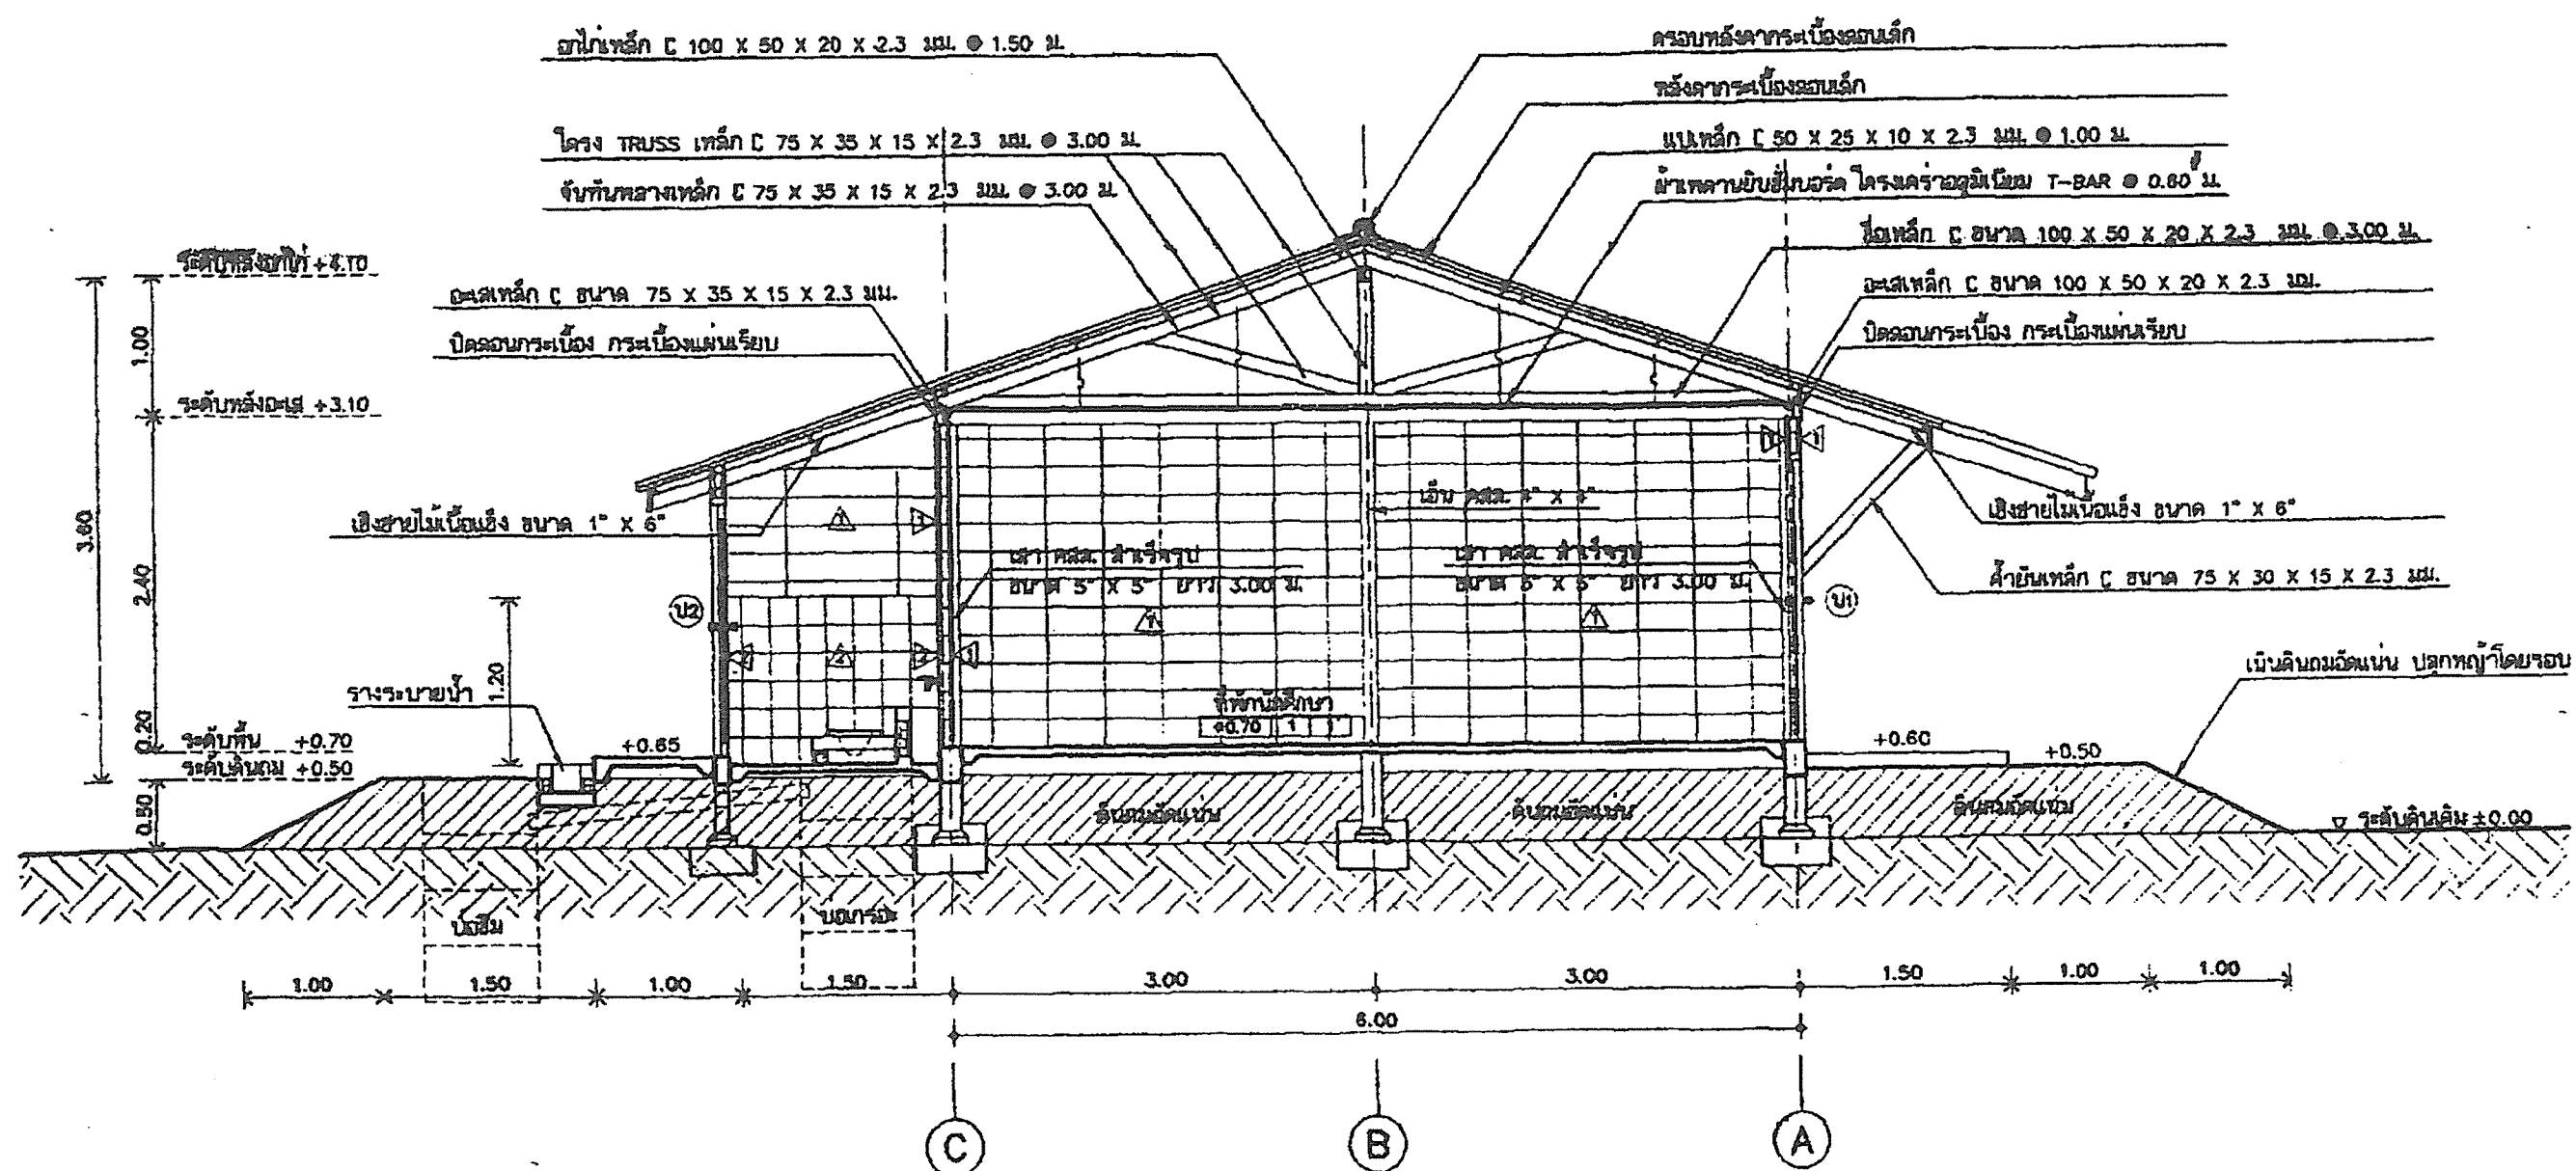 อกไก่เหล็ก C 100 X 50 X 20 X 2.3 มม. @ 1.50 ม.
ครอบหลังคากระเบื้องลอนเล็ก
หลังคากระเบื้องลอนเล็ก
โครง TRUSS เหล็ก C 75 X 35 X 15 X 2.3 มม. @ 3.00 ม.
แปเหล็ก C 50 X 25 X 10 X 2.3 มม. @ 1.00 ม.
จันทันพลางเหล็ก C 75 X 35 X 15 X 2.3 มม. @ 3.00 ม.
ฝ้าเพดานยิบซั่มบอร์ด โครงเคร่าอลูมิเนียม T-BAR @ 0.60 ม.
ขื่อเหล็ก C ขนาด 100 X 50 X 20 X 2.3 มม. @ 3.00 ม.
ระดับหลังอกไก่ +4.10
อะเสเหล็ก C ขนาด 75 X 35 X 15 X 2.3 มม.
อะเสเหล็ก C ขนาด 100 X 50 X 20 X 2.3 มม.
ปิดลอนกระเบื้อง กระเบื้องแผ่นเรียบ
ปิดลอนกระเบื้อง กระเบื้องแผ่นเรียบ
1.00
ระดับหลังอะเส +3.10
1
1
3.60
2.40
เอ็น คสล. 4" X 4"
เชิงชายไม้เนื้อแข็ง ขนาด 1" X 6"
1
1
เชิงชายไม้เนื้อแข็ง ขนาด 1" X 6"
เสา คสล. สำเร็จรูป
ขนาด 5" X 5" ยาว 3.00 ม.
เสา คสล. สำเร็จรูป
ขนาด 5" X 5" ยาว 3.00 ม.
ค้ำยันเหล็ก C ขนาด 75 X 30 X 15 X 2.3 มม.
น2
น1
1
1
2
2
2
1
เนินดินถมอัดแน่น ปลูกหญ้าโดยรอบ
1.20
รางระบายน้ำ
ที่พักนักศึกษา
+0.70 1 1
0.20
ระดับพื้น +0.70
+0.65
+0.60
+0.50
ระดับดินถม +0.50
0.50
ดินถมอัดแน่น
ดินถมอัดแน่น
ดินถมอัดแน่น
ระดับดินเดิม ±0.00
บ่อซึม
บ่อเกรอะ
1.00 1.50 1.00 1.50 3.00 3.00 1.50 1.00 1.00
6.00
C B A